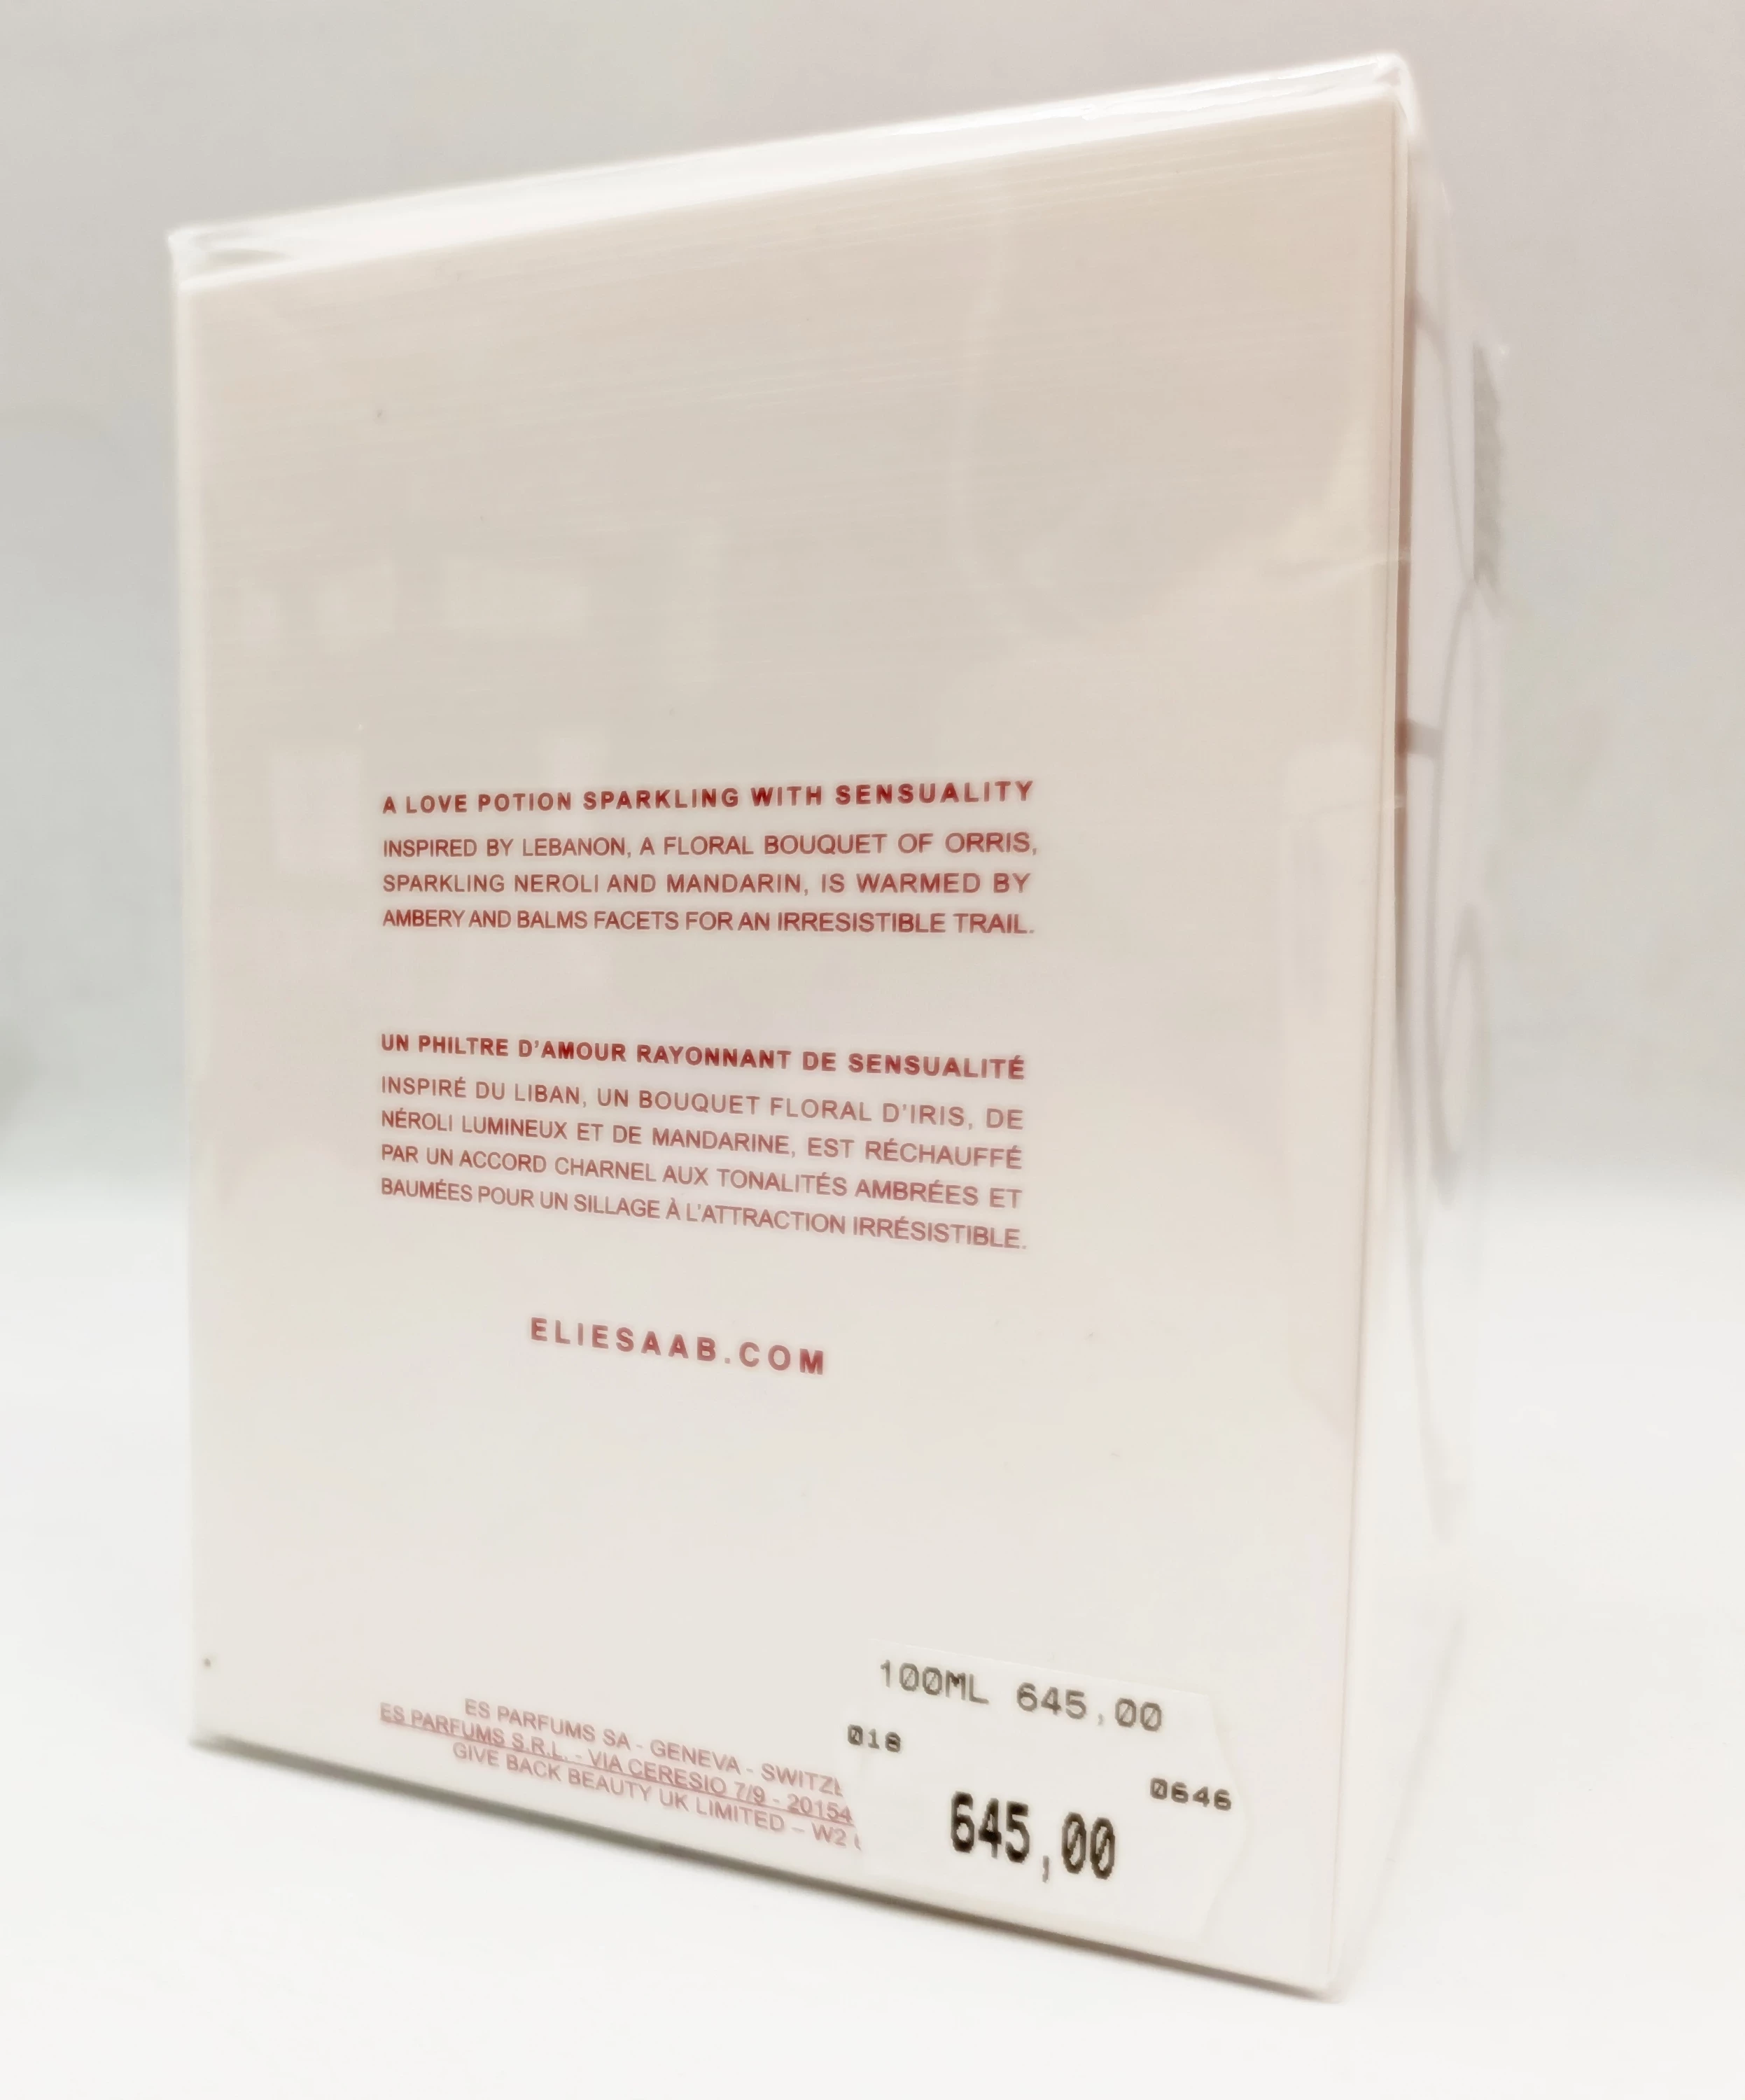 A LOVE POTION SPARKLING WITH SENSUALITY
INSPIRED BY LEBANON, A FLORAL BOUQUET OF ORRIS,
SPARKLING NEROLI AND MANDARIN, IS WARMED BY
AMBERY AND BALMS FACETS FOR AN IRRESISTIBLE TRAIL.
UN PHILTRE D'AMOUR RAYONNANT DE SENSUALITÉ
INSPIRÉ DU LIBAN, UN BOUQUET FLORAL D'IRIS, DE
NÉROLI LUMINEUX ET DE MANDARINE, EST RÉCHAUFFÉ
PAR UN ACCORD CHARNEL AUX TONALITÉS AMBRÉES ET
BAUMÉES POUR UN SILLAGE À L'ATTRACTION IRRÉSISTIBLE.
ELIESAAB.COM
ES PARFUMS SA - GENEVA -
ES PARFUMS S.R.L. - VIA CERESIO 7/9 - 20154
GIVE BACK BEAUTY UK LIMITED – W2
100ML 645,00
018
0646
645,00